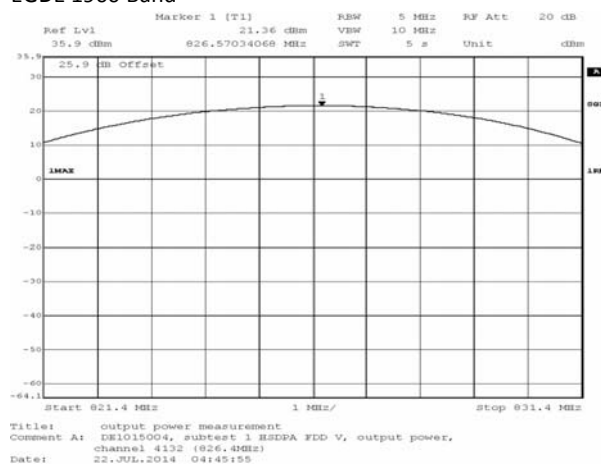 Marker 1 [T1] RBW 5 MHz RF Att 20 dB
Ref Lvl 21.36 dBm VBW 10 MHz
35.9 dBm 826.57034068 MHz SWT 5 s Unit dBm
35.9
25.9 dB Offset
A
30
1
20
10
1MAX
0
-10
-20
-30
-40
-50
-60
-64.1
Start 821.4 MHz 1 MHz/ Stop 831.4 MHz
Title: output power measurement
Comment A: DE1015004, subtest 1 HSDPA FDD V, output power,
channel 4132 (826.4MHz)
Date: 22.JUL.2014 04:45:55